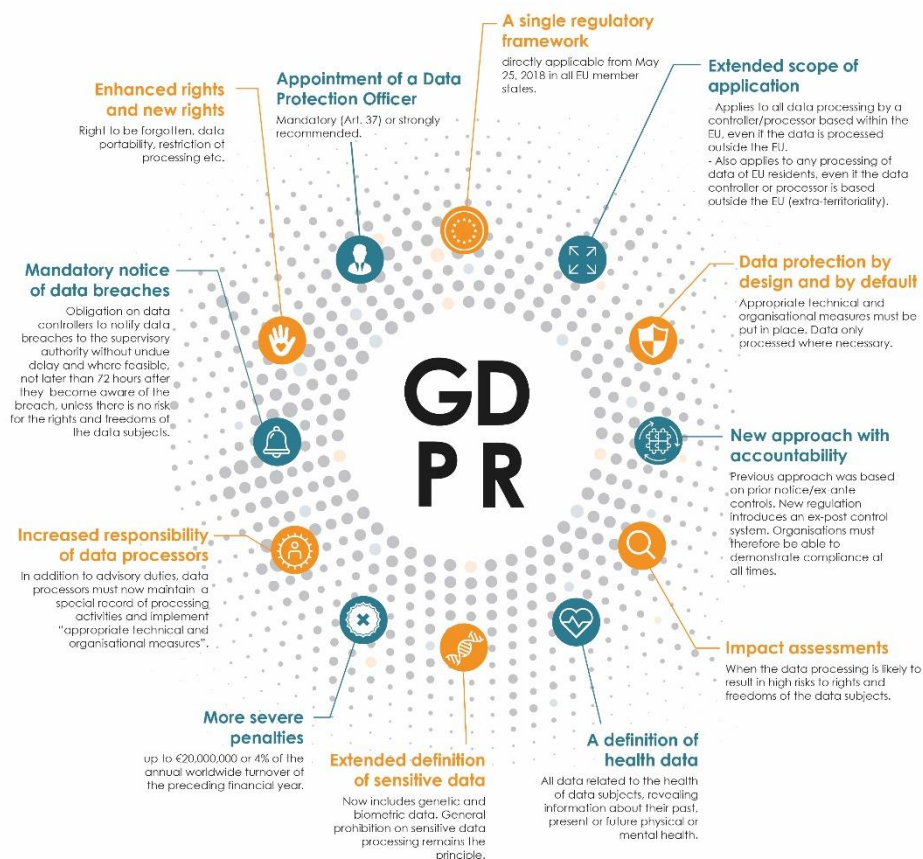 A single regulatory
framework
directly applicable from May
25, 2018 in all EU member
states.
Extended scope of
application
- Applies to all data processing by a
controller/processor based within the
EU, even if the data is processed
outside the EU.
- Also applies to any processing of
data of EU residents, even if the data
controller or processor is based
outside the EU (extra-territoriality).
Data protection by
design and by default
Appropriate technical and
organisational measures must be
put in place. Data only
processed where necessary.
New approach with
accountability
Previous approach was based
on prior notice/ex-ante
controls. New regulation
introduces an ex-post control
system. Organisations must
therefore be able to
demonstrate compliance at
all times.
Impact assessments
When the data processing is likely to
result in high risks to rights and
freedoms of the data subjects.
A definition of
health data
All data related to the health
of data subjects, revealing
information about their past,
present or future physical or
mental health.
Extended definition
of sensitive data
Now includes genetic and
biometric data. General
prohibition on sensitive data
processing remains the
principle.
More severe
penalties
up to €20,000,000 or 4% of the
annual worldwide turnover of
the preceding financial year.
Increased responsibility
of data processors
In addition to advisory duties, data
processors must now maintain a
special record of processing
activities and implement
"appropriate technical and
organisational measures".
Mandatory notice
of data breaches
Obligation on data
controllers to notify data
breaches to the supervisory
authority without undue
delay and where feasible,
not later than 72 hours after
they become aware of the
breach, unless there is no risk
for the rights and freedoms of
the data subjects.
Enhanced rights
and new rights
Right to be forgotten, data
portability, restriction of
processing etc.
Appointment of a Data
Protection Officer
Mandatory (Art. 37) or strongly
recommended.
GD
PR